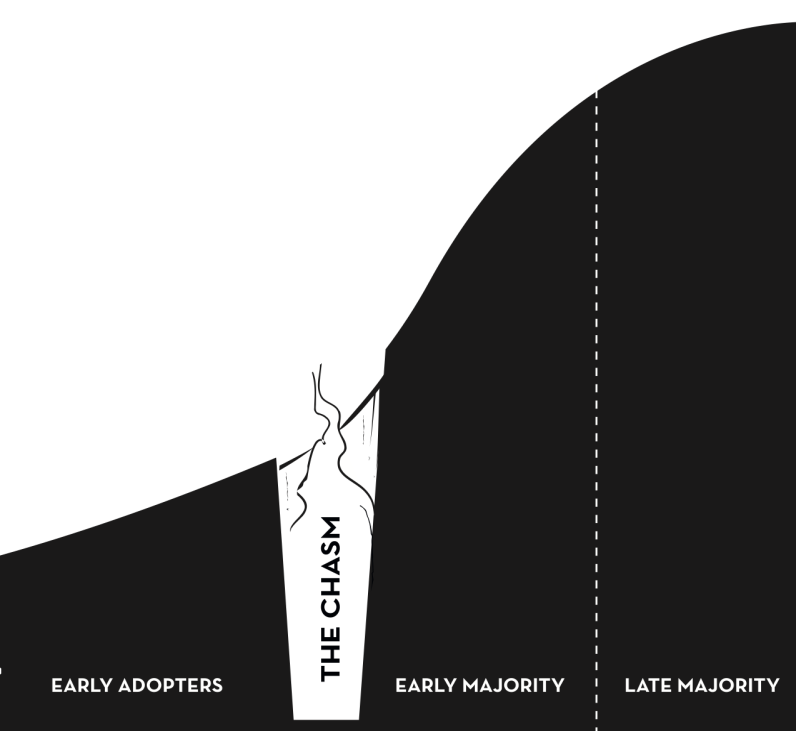 EARLY ADOPTERS
THE CHASM
EARLY MAJORITY
LATE MAJORITY